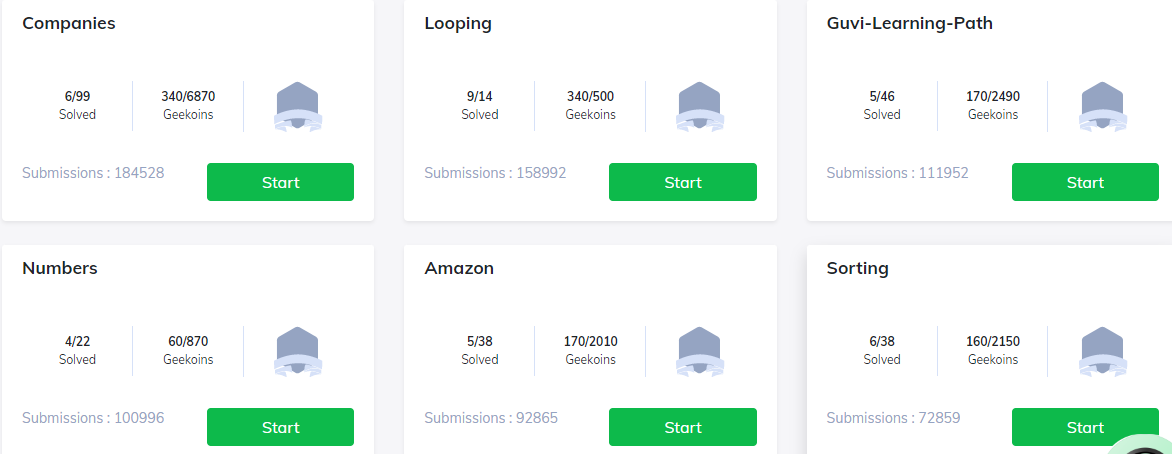 Companies
6/99
Solved
340/6870
Geekoins
Submissions : 184528
Start
Looping
9/14
Solved
340/500
Geekoins
Submissions : 158992
Start
Guvi-Learning-Path
5/46
Solved
170/2490
Geekoins
Submissions : 111952
Start
Numbers
4/22
Solved
60/870
Geekoins
Submissions : 100996
Start
Amazon
5/38
Solved
170/2010
Geekoins
Submissions : 92865
Start
Sorting
6/38
Solved
160/2150
Geekoins
Submissions : 72859
Start